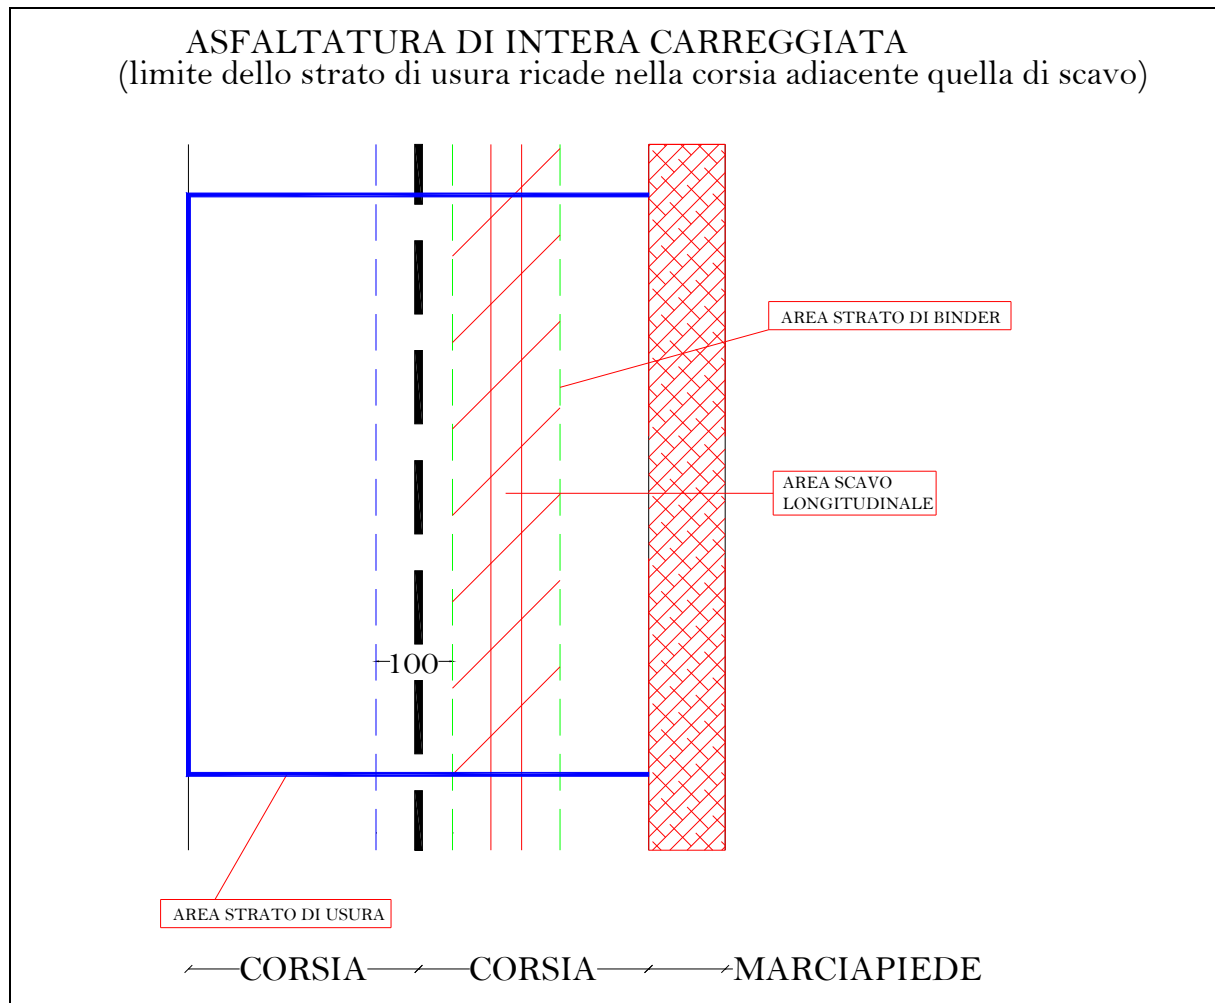 ASFALTATURA DI INTERA CARREGGIATA
(limite dello strato di usura ricade nella corsia adiacente quella di scavo)
AREA STRATO DI BINDER
AREA SCAVO
LONGITUDINALE
100
AREA STRATO DI USURA
CORSIA CORSIA MARCIAPIEDE